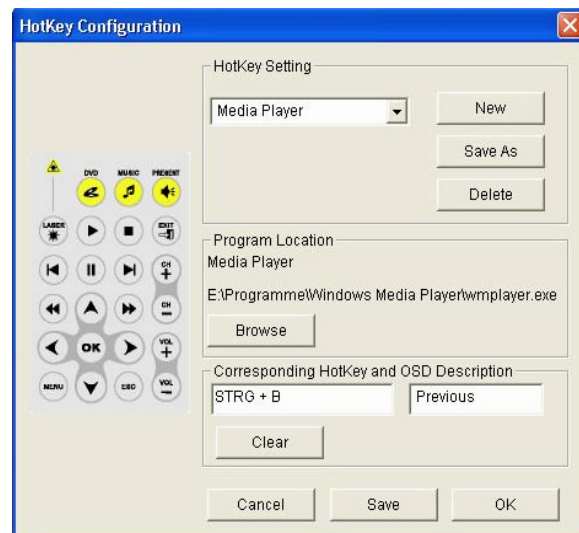 HotKey Configuration
HotKey Setting
Media Player
New
Save As
Delete
DVD MUSIC PRESENT
LASER
EXIT
CH
+
CH
−
OK
VOL
+
MENU
ESC
VOL
−
Program Location
Media Player
E:\Programme\Windows Media Player\wmplayer.exe
Browse
Corresponding HotKey and OSD Description
STRG + B
Previous
Clear
Cancel
Save
OK